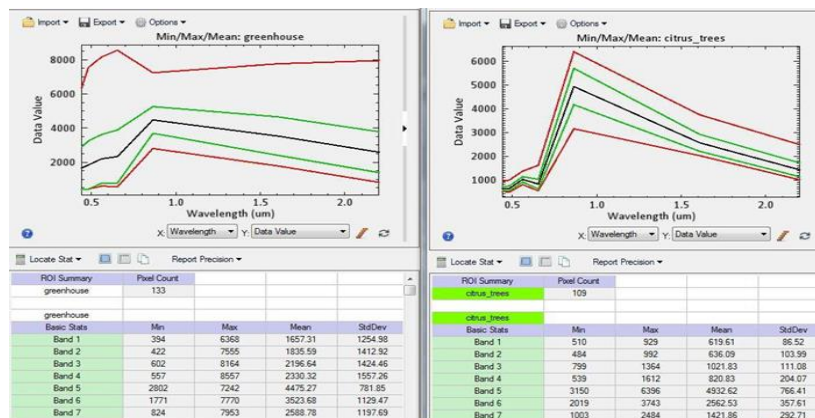 Import Export Options
Min/Max/Mean: greenhouse
Data Value
8000
6000
4000
2000
0.5 1.0 1.5 2.0
Wavelength (um)
X: Wavelength Y: Data Value
Locate Stat Report Precision
ROI Summary Pixel Count
greenhouse 133
greenhouse
Basic Stats Min Max Mean StdDev
Band 1 394 6368 1657.31 1254.98
Band 2 422 7555 1835.59 1412.92
Band 3 602 8164 2196.64 1424.46
Band 4 557 8557 2330.32 1557.26
Band 5 2802 7242 4475.27 781.85
Band 6 1771 7770 3523.68 1129.47
Band 7 824 7953 2588.78 1197.69
Import Export Options
Min/Max/Mean: citrus_trees
Data Value
6000
5000
4000
3000
2000
1000
0.5 1.0 1.5 2.0
Wavelength (um)
X: Wavelength Y: Data Value
Locate Stat Report Precision
ROI Summary Pixel Count
citrus_trees 109
citrus_trees
Basic Stats Min Max Mean StdDev
Band 1 510 929 619.61 86.52
Band 2 484 992 636.09 103.99
Band 3 799 1364 1021.83 111.08
Band 4 539 1612 820.83 204.07
Band 5 3150 6396 4932.62 766.41
Band 6 2019 3743 2562.53 357.61
Band 7 1003 2484 1421.86 292.71